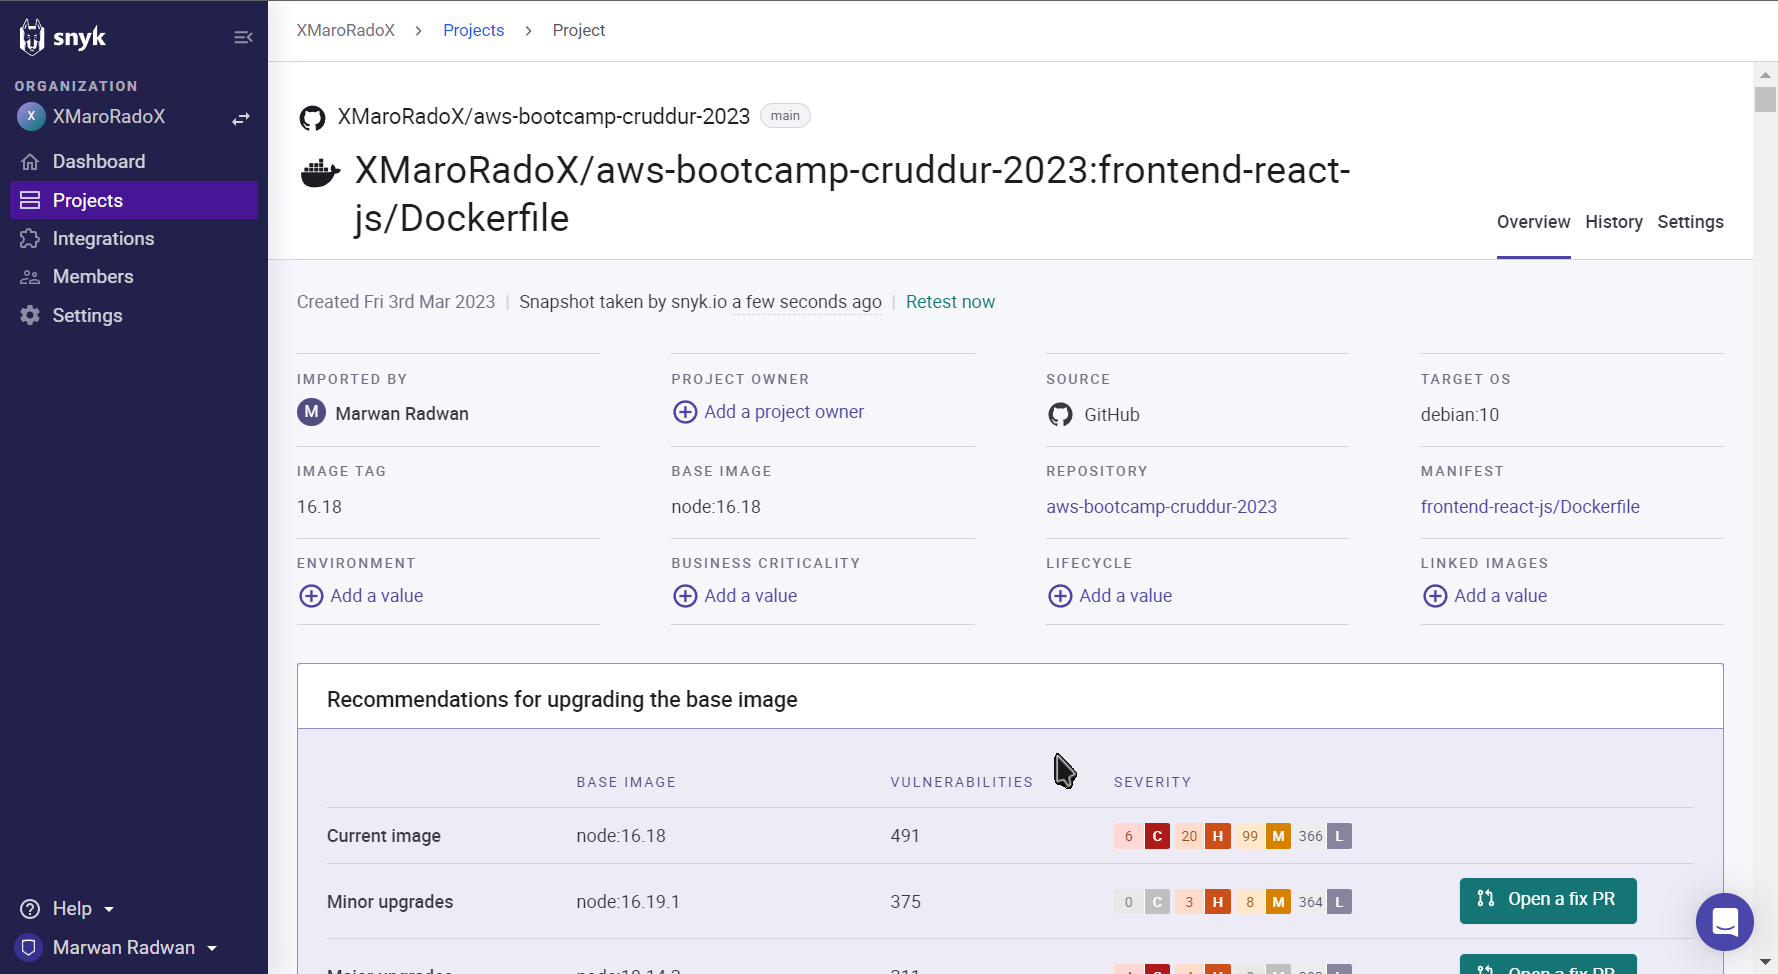 snyk
XMaroRadoX > Projects > Project
ORGANIZATION
X XMaroRadoX
Dashboard
Projects
Integrations
Members
Settings
Help
Marwan Radwan
XMaroRadoX/aws-bootcamp-cruddur-2023 main
XMaroRadoX/aws-bootcamp-cruddur-2023:frontend-react-
js/Dockerfile
Overview History Settings
Created Fri 3rd Mar 2023 | Snapshot taken by snyk.io a few seconds ago | Retest now
IMPORTED BY PROJECT OWNER SOURCE TARGET OS
M Marwan Radwan Add a project owner GitHub debian:10
IMAGE TAG BASE IMAGE REPOSITORY MANIFEST
16.18 node:16.18 aws-bootcamp-cruddur-2023 frontend-react-js/Dockerfile
ENVIRONMENT BUSINESS CRITICALITY LIFECYCLE LINKED IMAGES
Add a value Add a value Add a value Add a value
Recommendations for upgrading the base image
BASE IMAGE VULNERABILITIES SEVERITY
Current image node:16.18 491 6 C 20 H 99 M 366 L
Minor upgrades node:16.19.1 375 0 C 3 H 8 M 364 L Open a fix PR
Major upgrades Open a fix PR